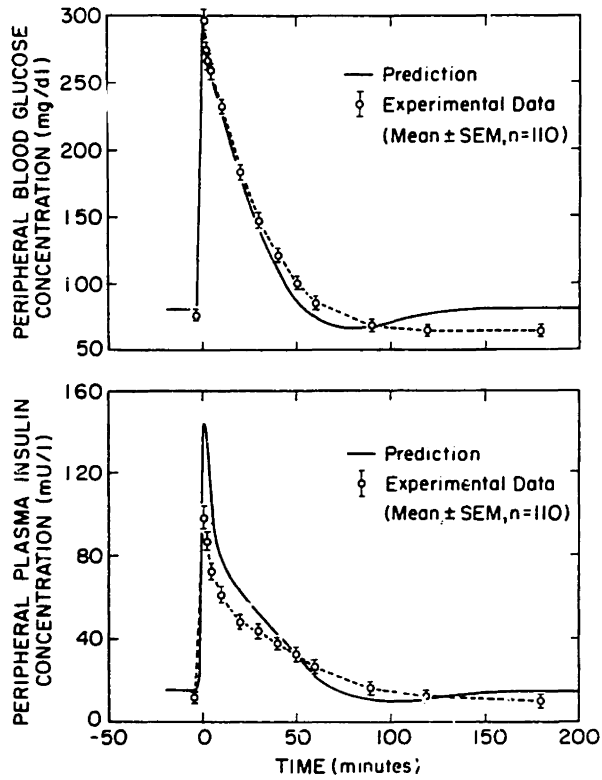 PERIPHERAL BLOOD GLUCOSE
CONCENTRATION (mg/dl)
300
250
200
150
100
50
Prediction
Experimental Data
(Mean ± SEM, n=110)
PERIPHERAL PLASMA INSULIN
CONCENTRATION (mU/l)
160
120
80
40
0
Prediction
Experimental Data
(Mean ± SEM, n=110)
-50
0
50
100
150
200
TIME (minutes)